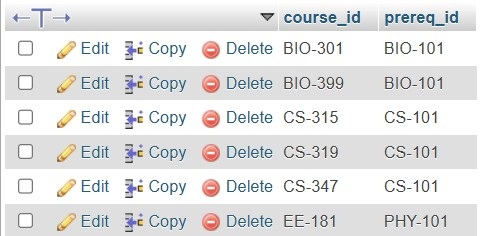 course_id prereq_id
Edit Copy Delete BIO-301 BIO-101
Edit Copy Delete BIO-399 BIO-101
Edit Copy Delete CS-315 CS-101
Edit Copy Delete CS-319 CS-101
Edit Copy Delete CS-347 CS-101
Edit Copy Delete EE-181 PHY-101